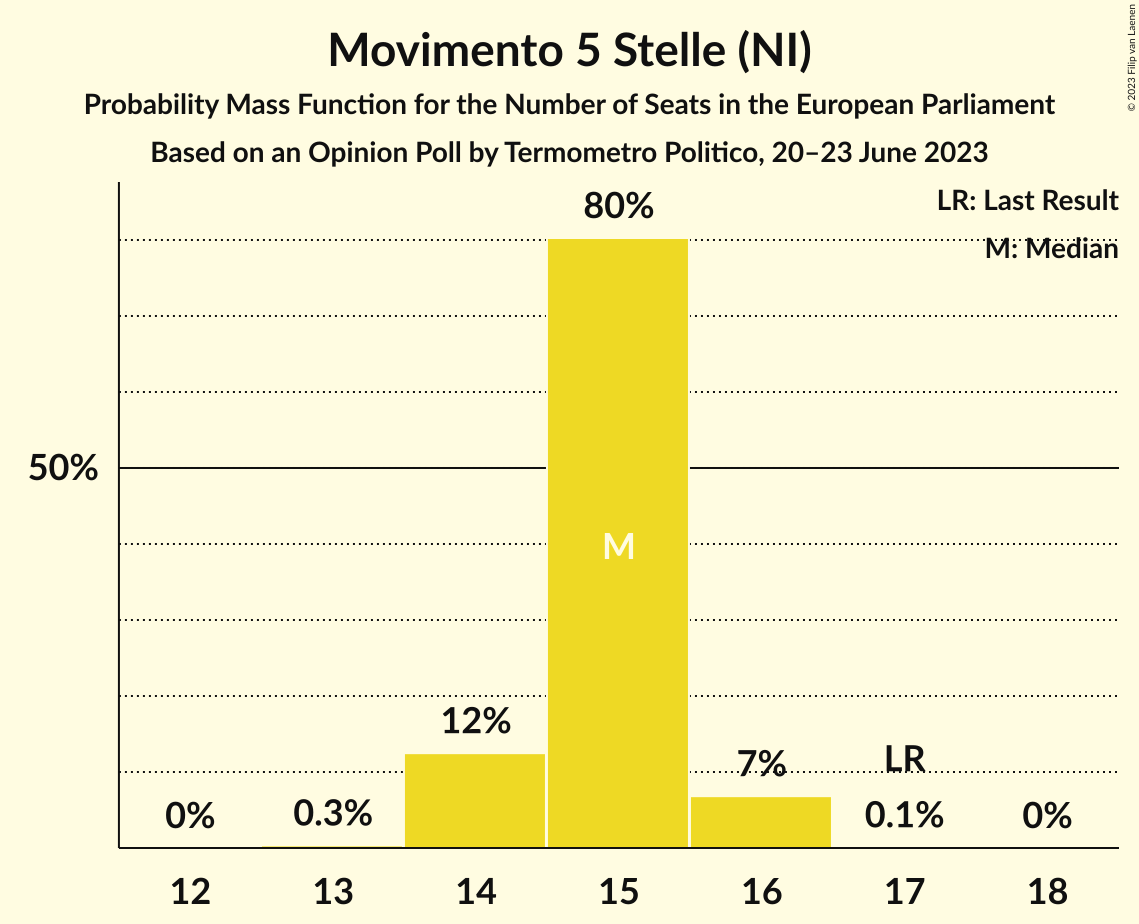 Movimento 5 Stelle (NI)
Probability Mass Function for the Number of Seats in the European Parliament
Based on an Opinion Poll by Termometro Politico, 20–23 June 2023
© 2023 Filip van Laenen
LR: Last Result
M: Median
80%
50%
M
12%
7%
LR
0%
0.3%
0.1%
0%
12 13 14 15 16 17 18